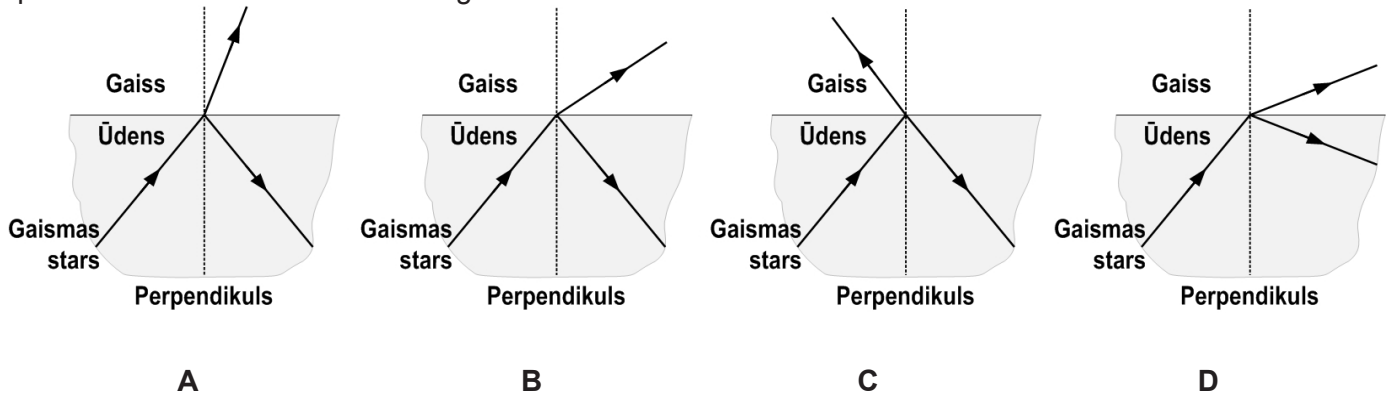 Gaiss
Ūdens
Gaismas
stars
Perpendikuls
A
Gaiss
Ūdens
Gaismas
stars
Perpendikuls
B
Gaiss
Ūdens
Gaismas
stars
Perpendikuls
C
Gaiss
Ūdens
Gaismas
stars
Perpendikuls
D